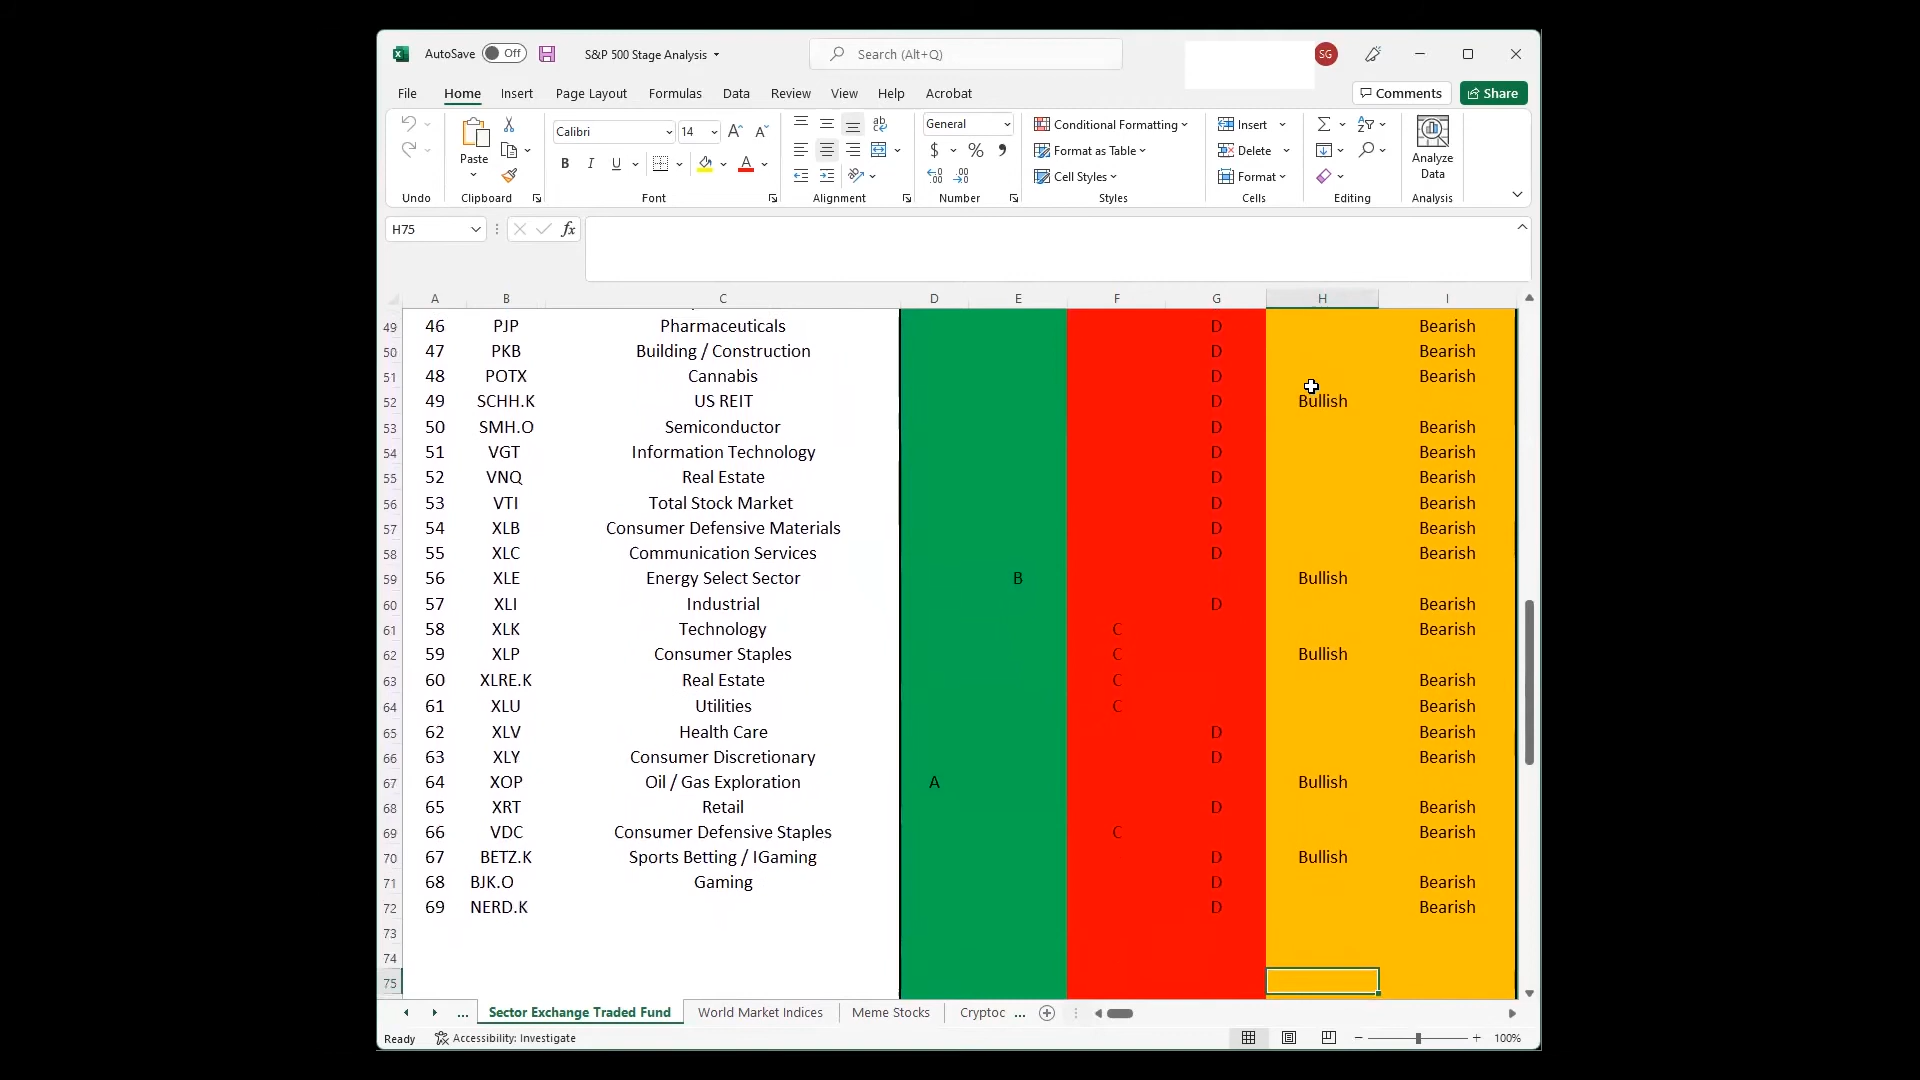 AutoSave Off S&P 500 Stage Analysis Search (Alt+Q) SG
File Home Insert Page Layout Formulas Data Review View Help Acrobat Comments Share
Calibri 14 General Conditional Formatting Insert
Paste B I U Format as Table Delete Analyze Data
Cell Styles Format
Undo Clipboard Font Alignment Number Styles Cells Editing Analysis
H75 fx
A B C D E F G H I
49 46 PJP Pharmaceuticals D Bearish
50 47 PKB Building / Construction D Bearish
51 48 POTX Cannabis D Bearish
52 49 SCHH.K US REIT D Bullish
53 50 SMH.O Semiconductor D Bearish
54 51 VGT Information Technology D Bearish
55 52 VNQ Real Estate D Bearish
56 53 VTI Total Stock Market D Bearish
57 54 XLB Consumer Defensive Materials D Bearish
58 55 XLC Communication Services D Bearish
59 56 XLE Energy Select Sector B Bullish
60 57 XLI Industrial D Bearish
61 58 XLK Technology C Bearish
62 59 XLP Consumer Staples C Bullish
63 60 XLRE.K Real Estate C Bearish
64 61 XLU Utilities C Bearish
65 62 XLV Health Care D Bearish
66 63 XLY Consumer Discretionary D Bearish
67 64 XOP Oil / Gas Exploration A Bullish
68 65 XRT Retail D Bearish
69 66 VDC Consumer Defensive Staples C Bearish
70 67 BETZ.K Sports Betting / IGaming D Bullish
71 68 BJK.O Gaming D Bearish
72 69 NERD.K D Bearish
73
74
75
... Sector Exchange Traded Fund World Market Indices Meme Stocks Cryptoc ...
Ready Accessibility: Investigate 100%